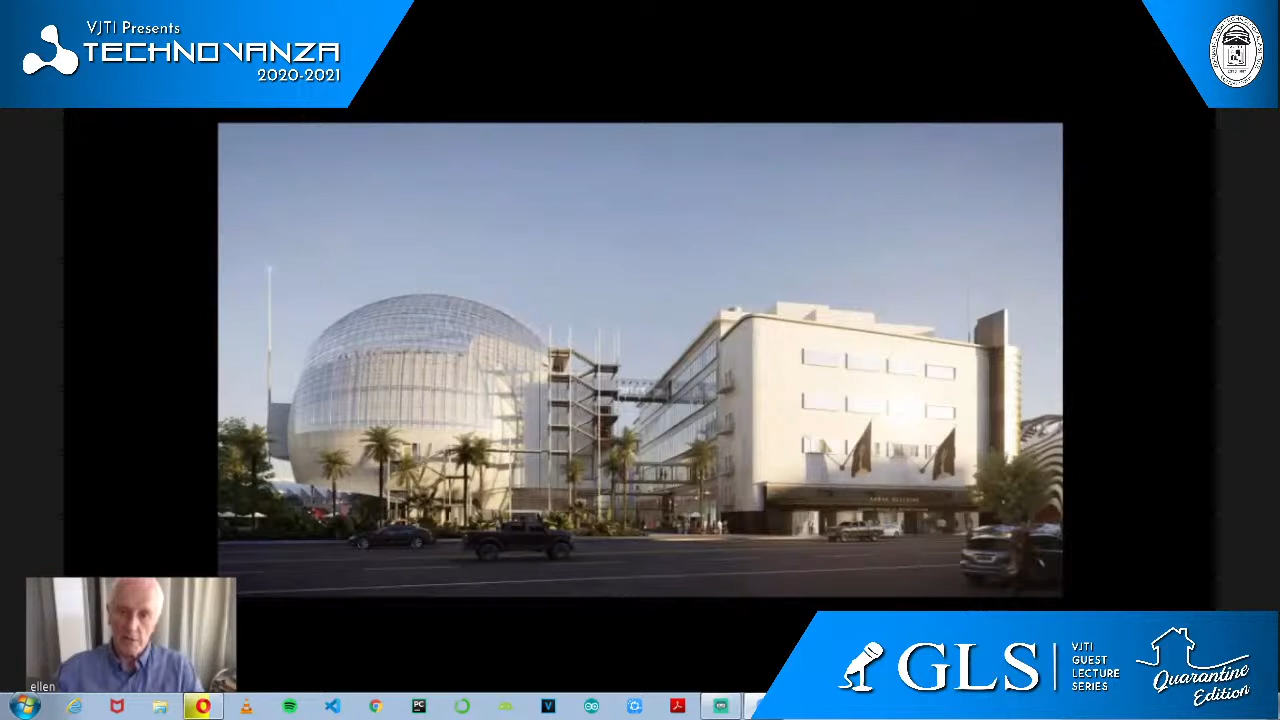 VJTI Presents
TECHNOVANZA
2020-2021
ellen
GLS
VJTI
GUEST
LECTURE
SERIES
Quarantine
Edition